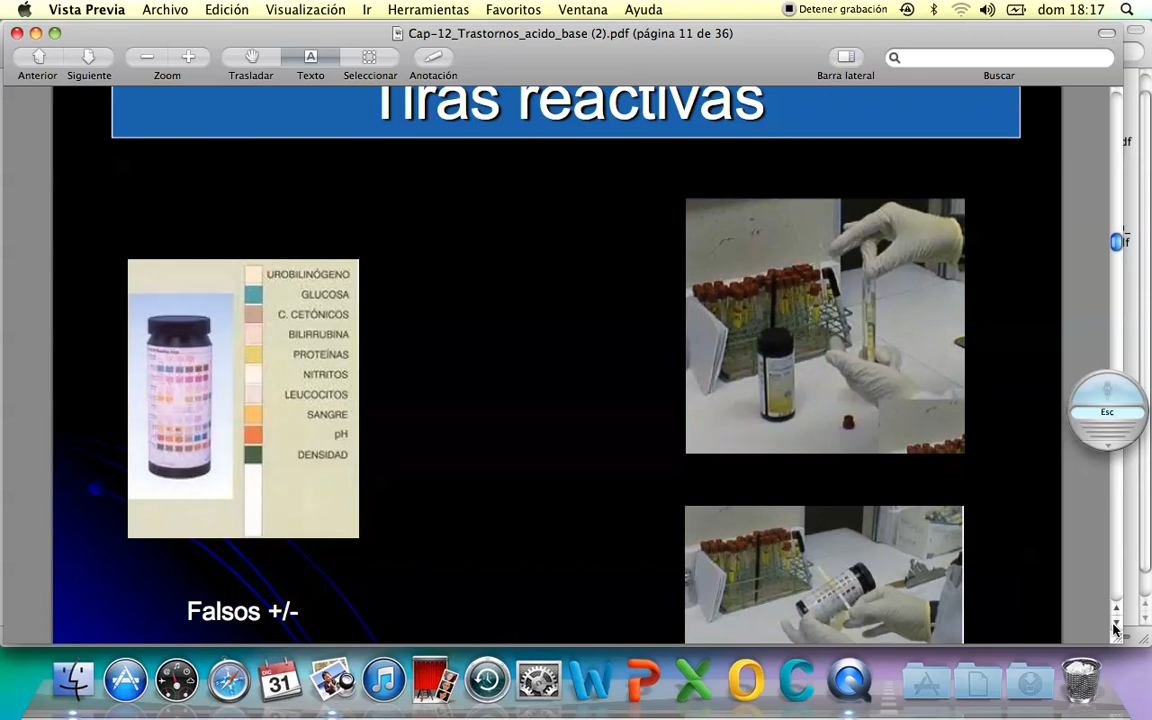 Vista Previa Archivo Edición Visualización Ir Herramientas Favoritos Ventana Ayuda Detener grabación dom 18:17
Cap-12_Trastornos_acido_base (2).pdf (página 11 de 36)
Anterior Siguiente Zoom Trasladar Texto Seleccionar Anotación Barra lateral Buscar
Tiras reactivas
UROBILINÓGENO
GLUCOSA
C. CETÓNICOS
BILIRRUBINA
PROTEÍNAS
NITRITOS
LEUCOCITOS
SANGRE
pH
DENSIDAD
Falsos +/-
Esc
DIC
31